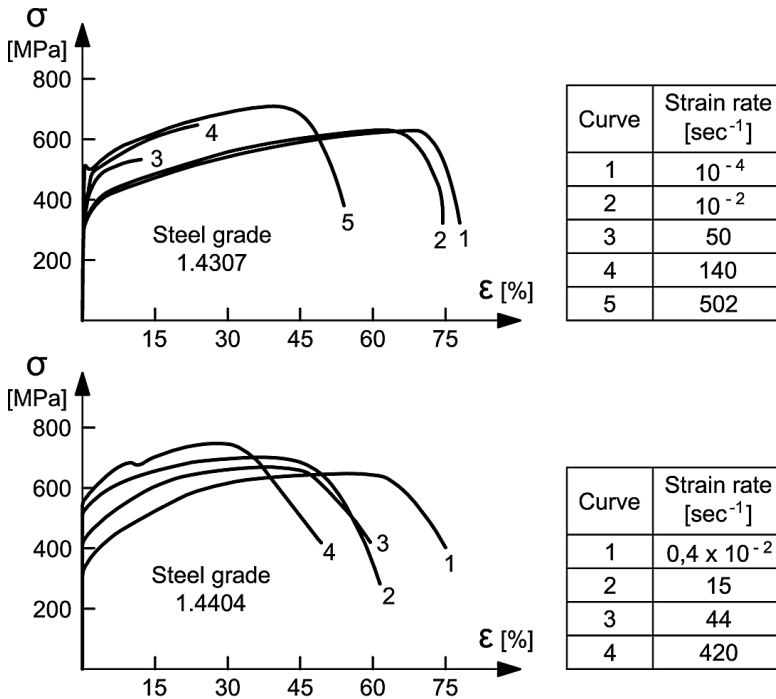 σ
[MPa]
800
600
400
200
4
3
5
2
1
Steel grade
1.4307
ε [%]
15 30 45 60 75
Curve Strain rate
[sec⁻¹]
1 10⁻⁴
2 10⁻²
3 50
4 140
5 502
σ
[MPa]
800
600
400
200
4
3
1
2
Steel grade
1.4404
ε [%]
15 30 45 60 75
Curve Strain rate
[sec⁻¹]
1 0,4 x 10⁻²
2 15
3 44
4 420